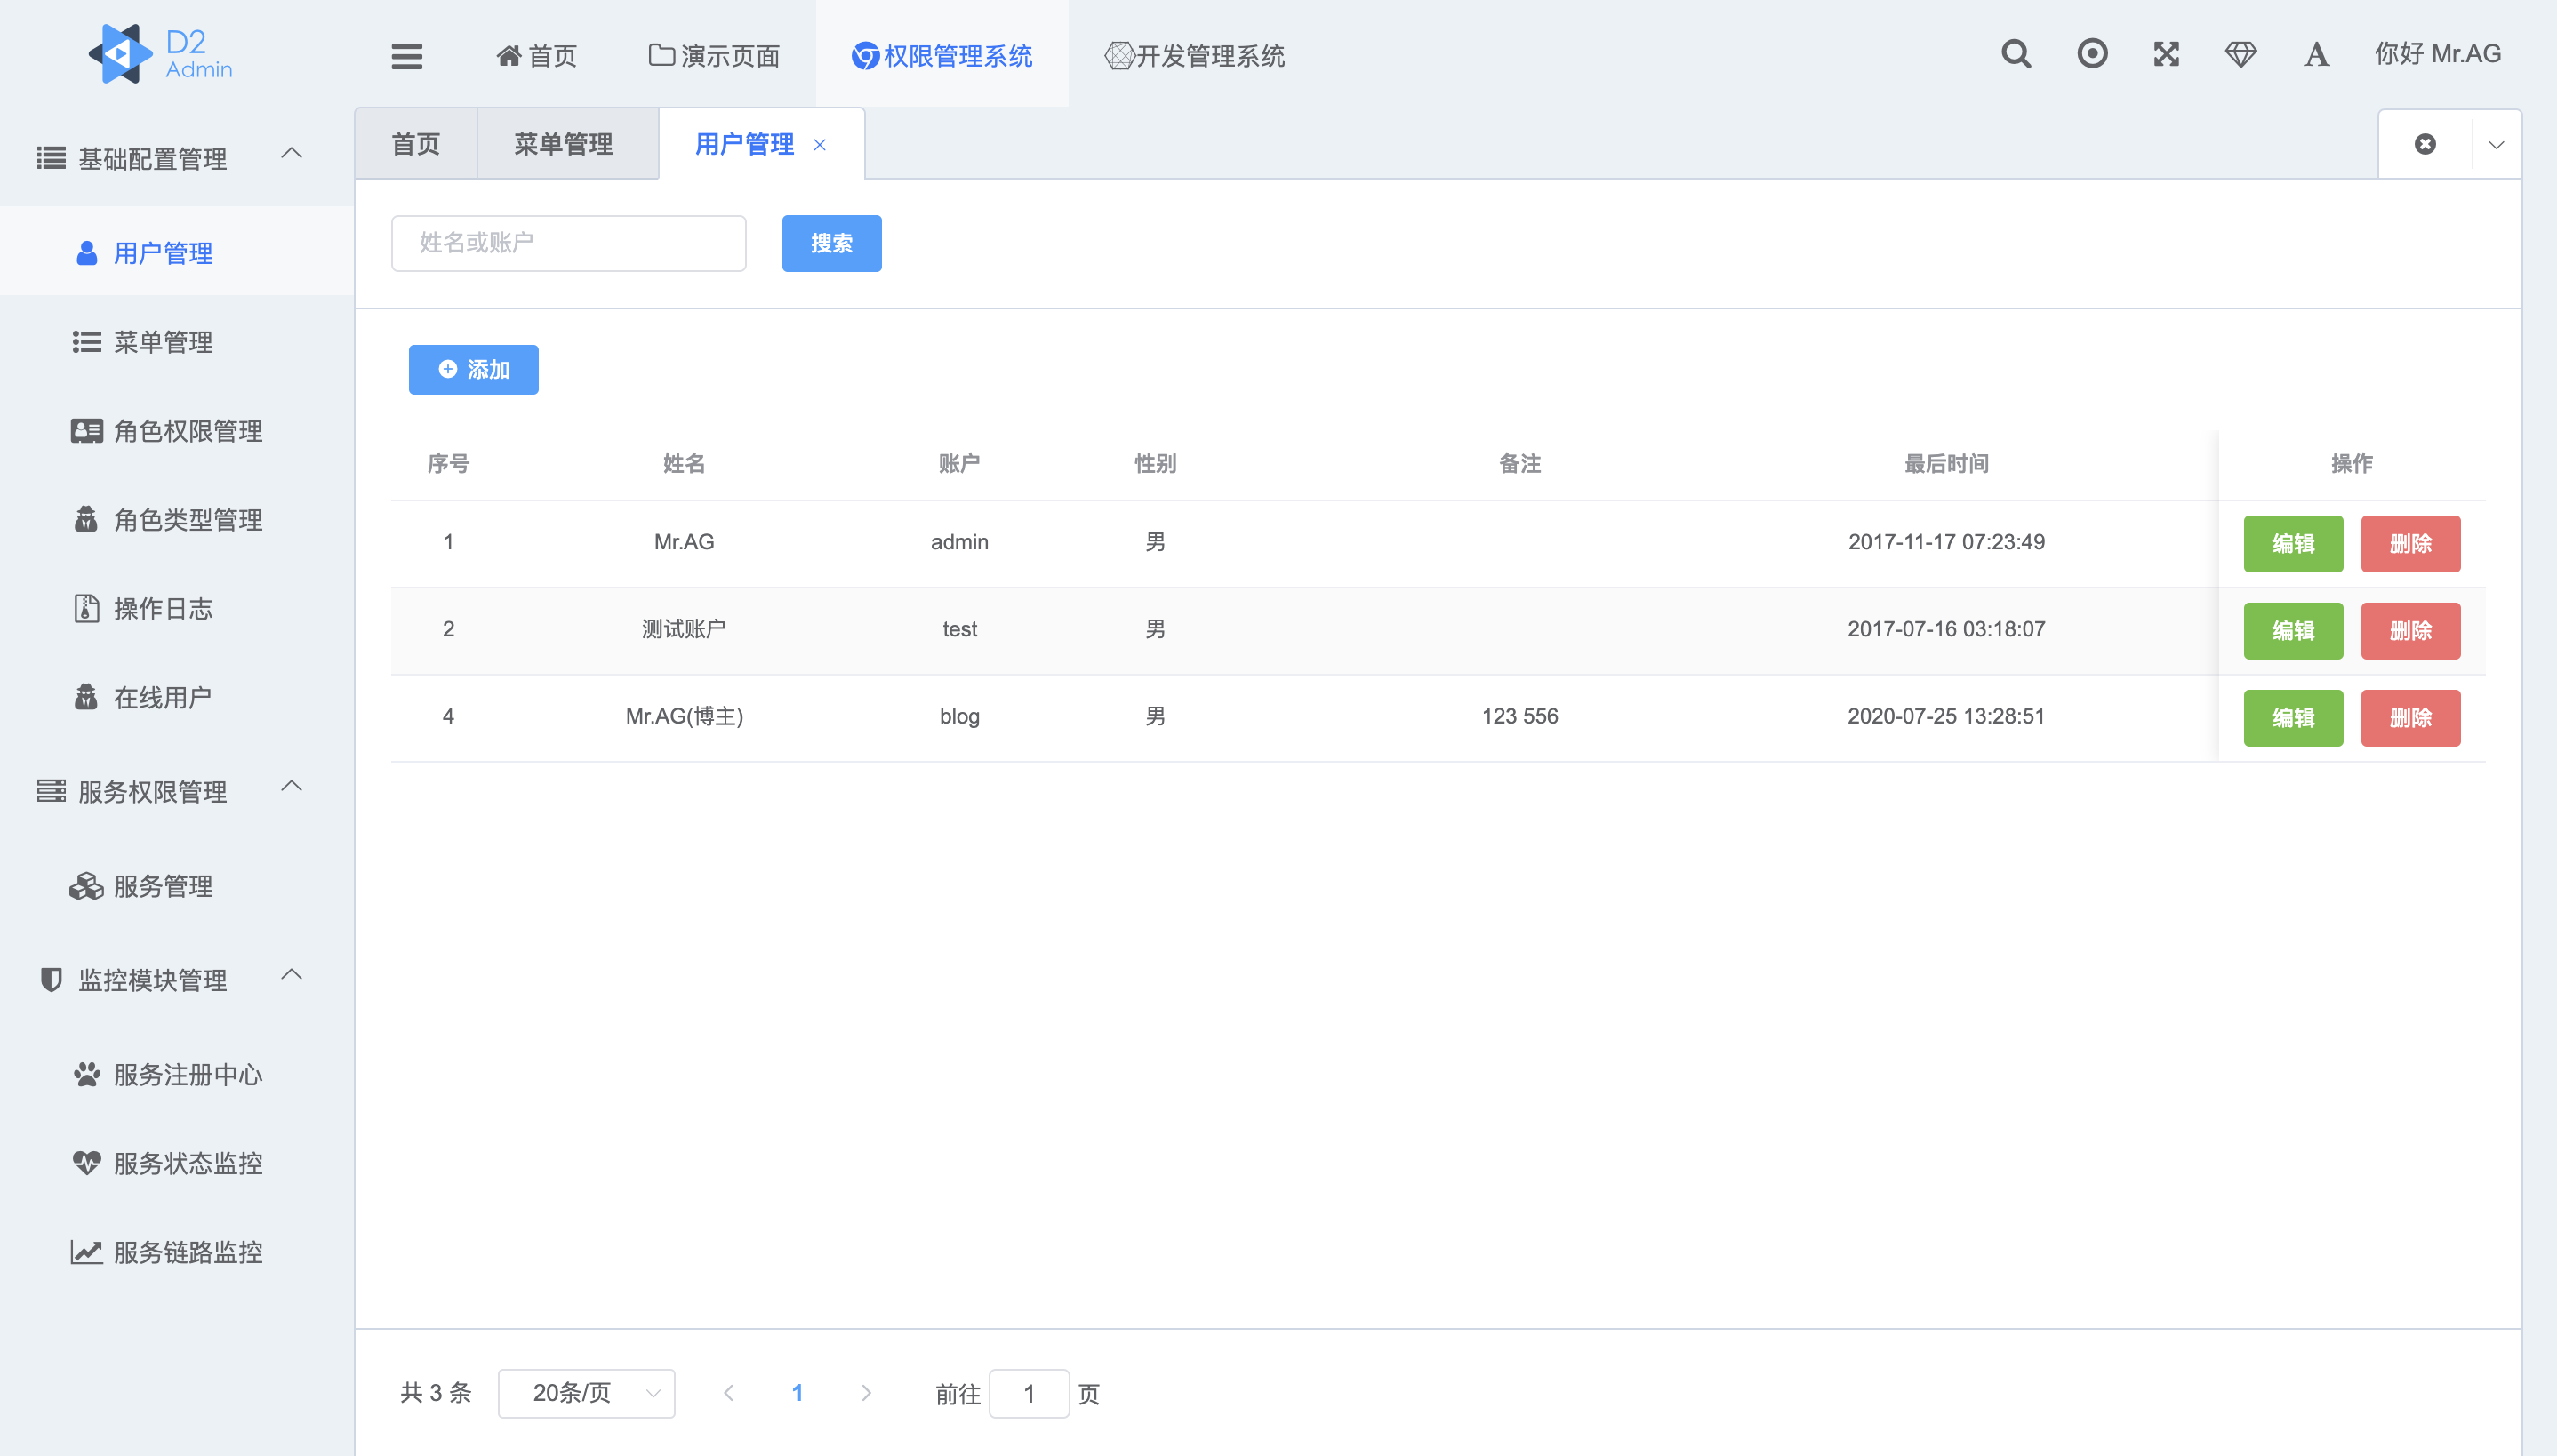 D2
Admin
首页
演示页面
权限管理系统
开发管理系统
A
你好 Mr.AG
基础配置管理
用户管理
菜单管理
角色权限管理
角色类型管理
操作日志
在线用户
服务权限管理
服务管理
监控模块管理
服务注册中心
服务状态监控
服务链路监控
首页 菜单管理 用户管理
姓名或账户 搜索
添加
序号 姓名 账户 性别 备注 最后时间 操作
1 Mr.AG admin 男 2017-11-17 07:23:49 编辑 删除
2 测试账户 test 男 2017-07-16 03:18:07 编辑 删除
4 Mr.AG(博主) blog 男 123 556 2020-07-25 13:28:51 编辑 删除
共 3 条 20条/页 1 前往 1 页